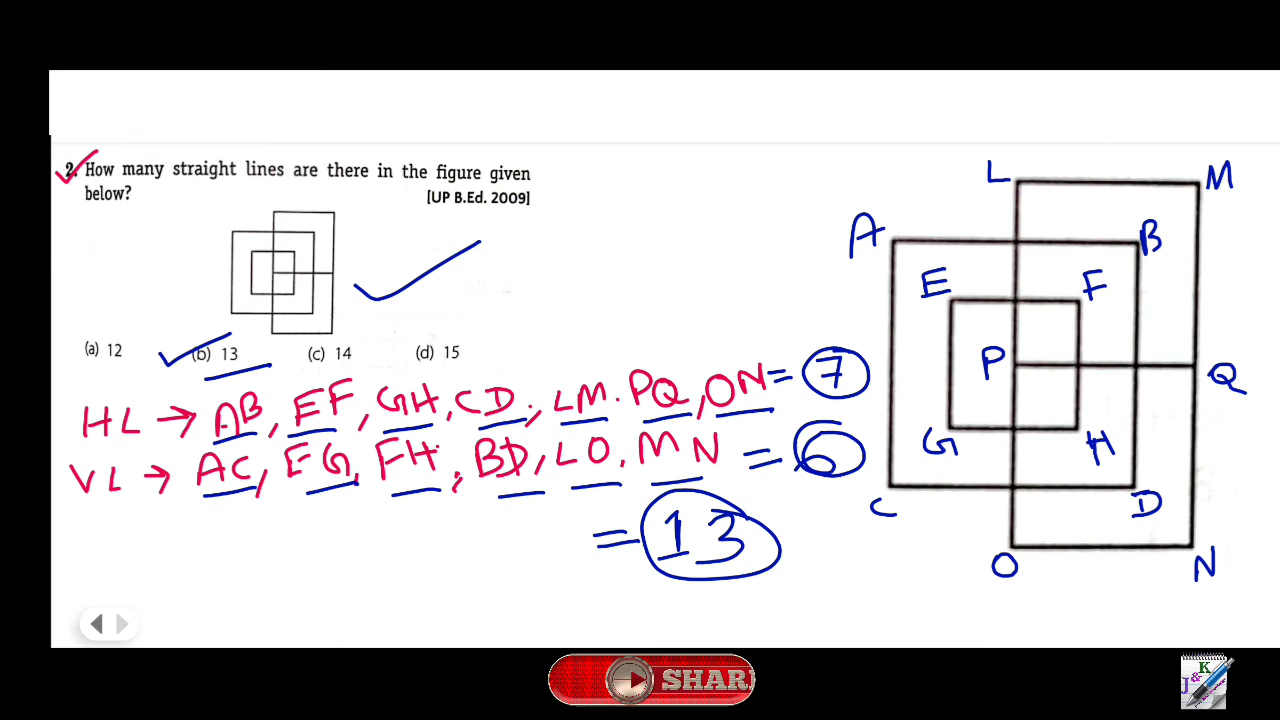 2. How many straight lines are there in the figure given
below?
[UP B.Ed. 2009]
(a) 12 (b) 13 (c) 14 (d) 15
HL → AB, EF, GH, CD, LM. PQ, ON = 7
VL → AC, EG, FH, BD, LO, MN = 6
= 13
L M
A B
E F
P Q
G H
C D
O N
SHAR
J&K